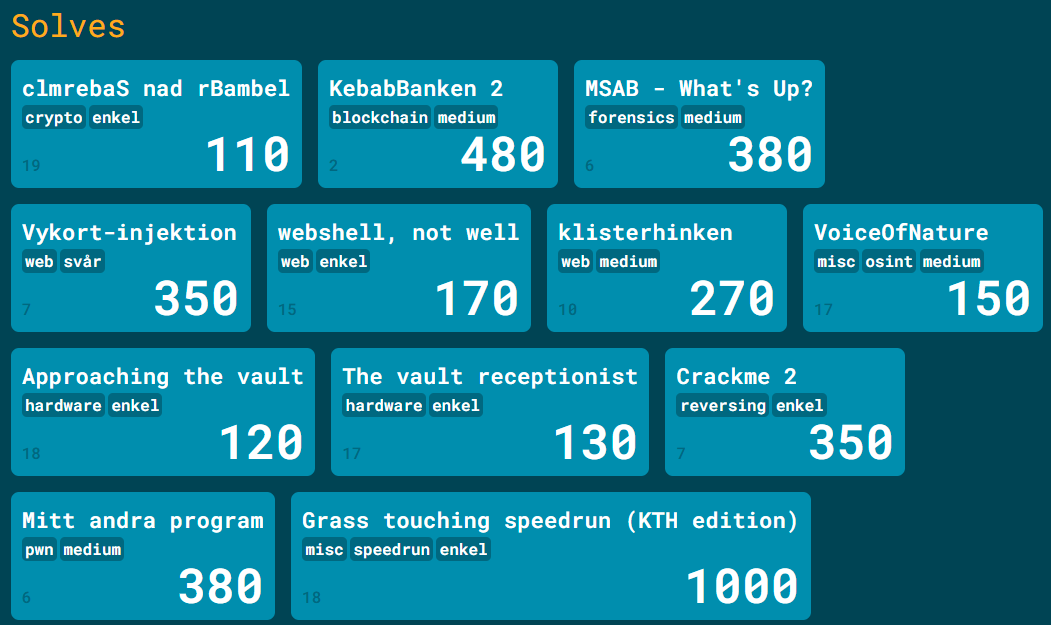 Solves
clmrebaS nad rBambel
crypto enkel
19
110
KebabBanken 2
blockchain medium
2
480
MSAB - What's Up?
forensics medium
6
380
Vykort-injektion
web svår
7
350
webshell, not well
web enkel
15
170
klisterhinken
web medium
10
270
VoiceOfNature
misc osint medium
17
150
Approaching the vault
hardware enkel
18
120
The vault receptionist
hardware enkel
17
130
Crackme 2
reversing enkel
7
350
Mitt andra program
pwn medium
6
380
Grass touching speedrun (KTH edition)
misc speedrun enkel
18
1000